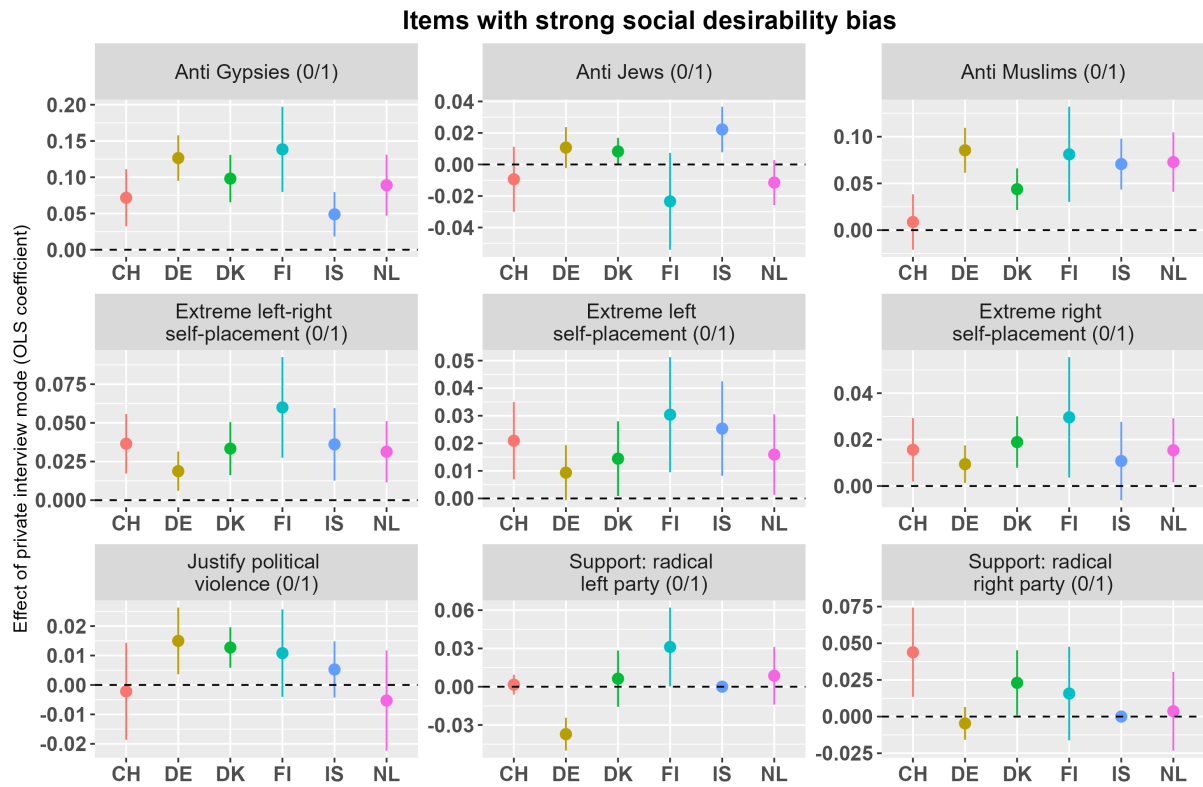 Items with strong social desirability bias
Effect of private interview mode (OLS coefficient)
Anti Gypsies (0/1)
0.20
0.15
0.10
0.05
0.00
CH DE DK FI IS NL
Anti Jews (0/1)
0.04
0.02
0.00
-0.02
-0.04
CH DE DK FI IS NL
Anti Muslims (0/1)
0.10
0.05
0.00
CH DE DK FI IS NL
Extreme left-right
self-placement (0/1)
0.075
0.050
0.025
0.000
CH DE DK FI IS NL
Extreme left
self-placement (0/1)
0.05
0.04
0.03
0.02
0.01
0.00
CH DE DK FI IS NL
Extreme right
self-placement (0/1)
0.04
0.02
0.00
CH DE DK FI IS NL
Justify political
violence (0/1)
0.02
0.01
0.00
-0.01
-0.02
CH DE DK FI IS NL
Support: radical
left party (0/1)
0.06
0.03
0.00
-0.03
CH DE DK FI IS NL
Support: radical
right party (0/1)
0.075
0.050
0.025
0.000
-0.025
CH DE DK FI IS NL